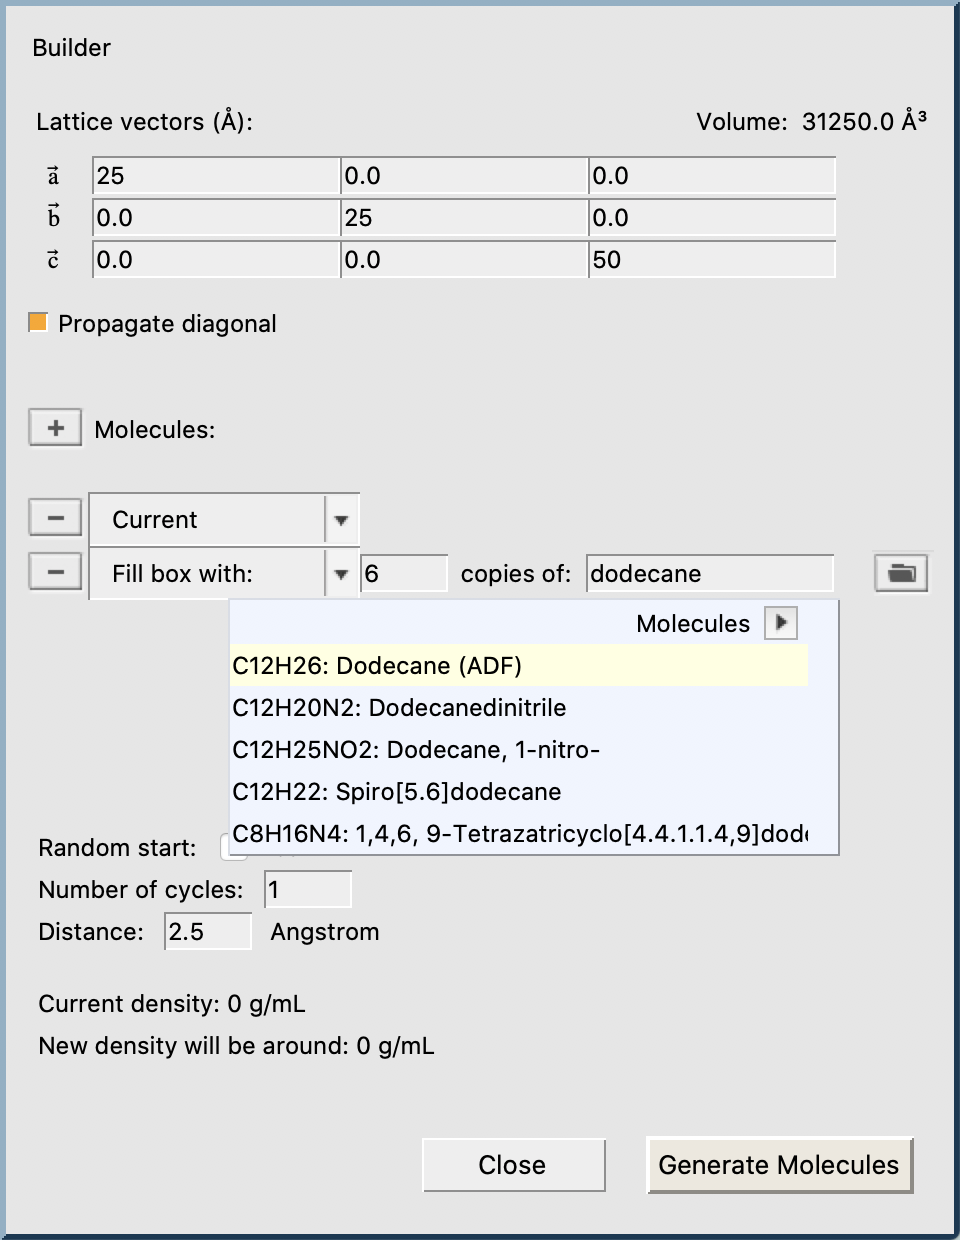 Builder
Lattice vectors (Å): Volume: 31250.0 Å³
a⃗ 25 0.0 0.0
b⃗ 0.0 25 0.0
c⃗ 0.0 0.0 50
Propagate diagonal
+ Molecules:
− Current
− Fill box with: 6 copies of: dodecane
Molecules
C12H26: Dodecane (ADF)
C12H20N2: Dodecanedinitrile
C12H25NO2: Dodecane, 1-nitro-
C12H22: Spiro[5.6]dodecane
C8H16N4: 1,4,6, 9-Tetrazatricyclo[4.4.1.1.4,9]dod
Random start:
Number of cycles: 1
Distance: 2.5 Angstrom
Current density: 0 g/mL
New density will be around: 0 g/mL
Close Generate Molecules